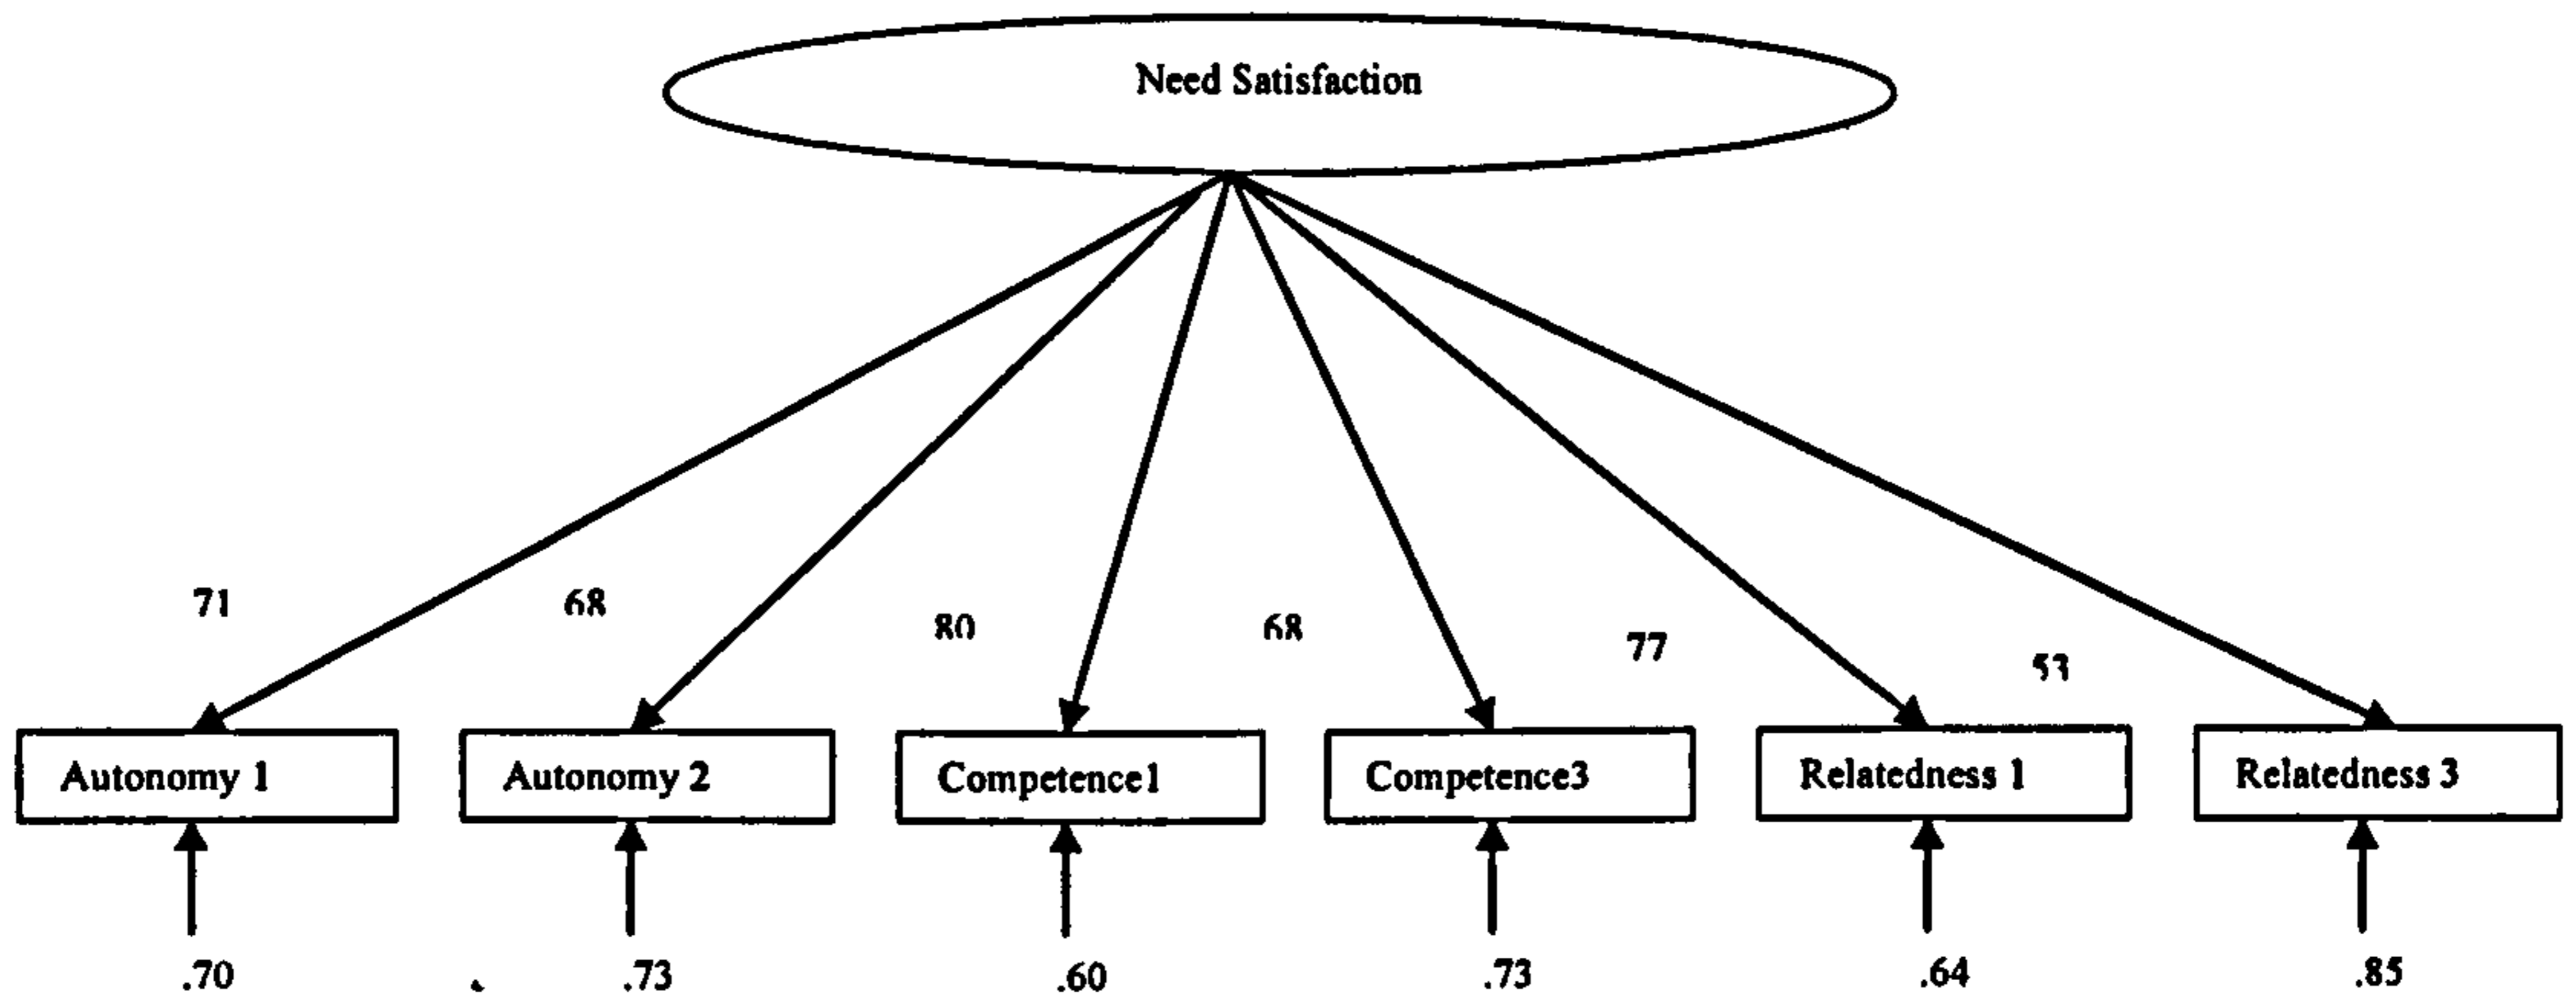 Need Satisfaction
71
68
80
68
77
53
Autonomy 1
Autonomy 2
Competence1
Competence3
Relatedness 1
Relatedness 3
.70
.73
.60
.73
.64
.85